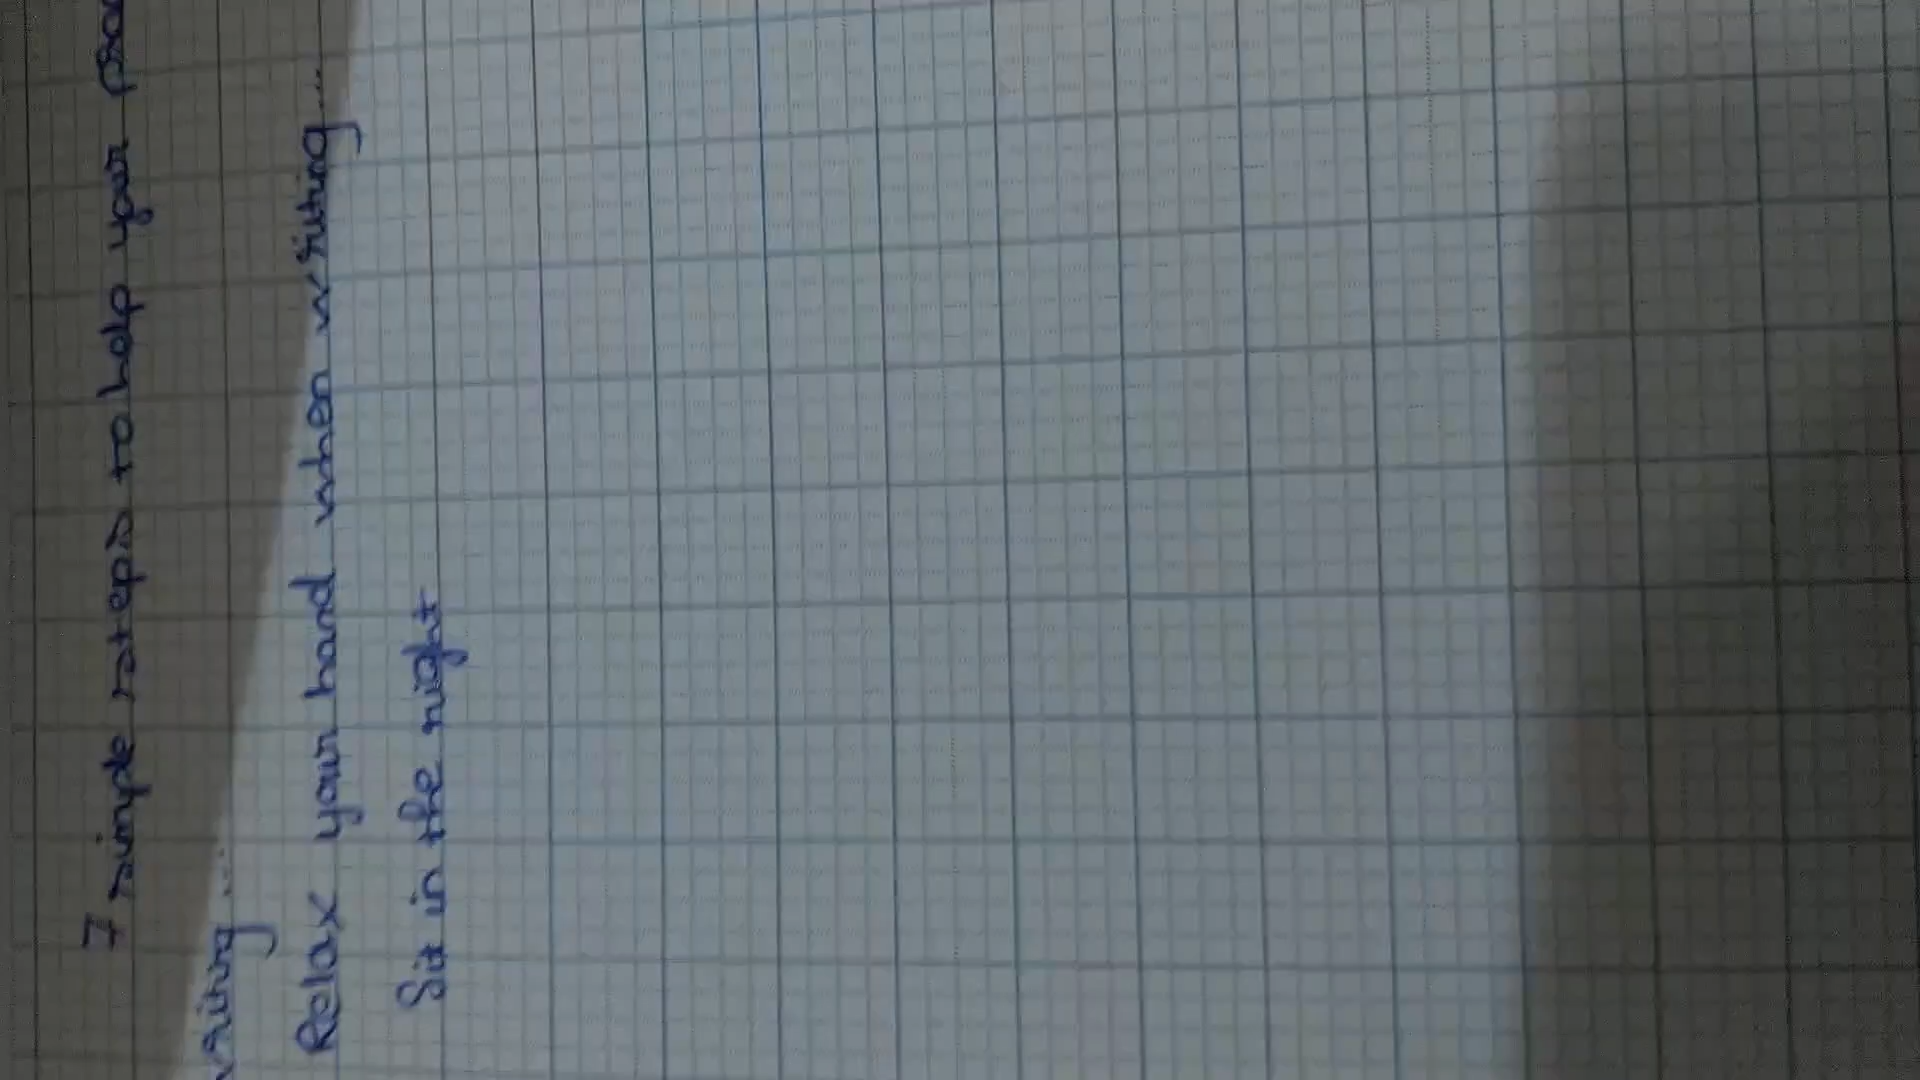 7 simple steps to help your
writing...
Relax your hand when writing...
Sit in the right